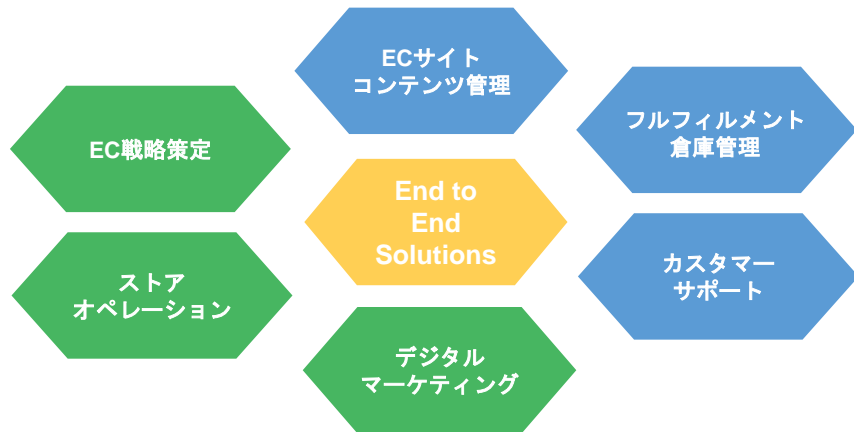 ECサイト
コンテンツ管理
フルフィルメント
倉庫管理
EC戦略策定
End to
End
Solutions
カスタマー
サポート
ストア
オペレーション
デジタル
マーケティング